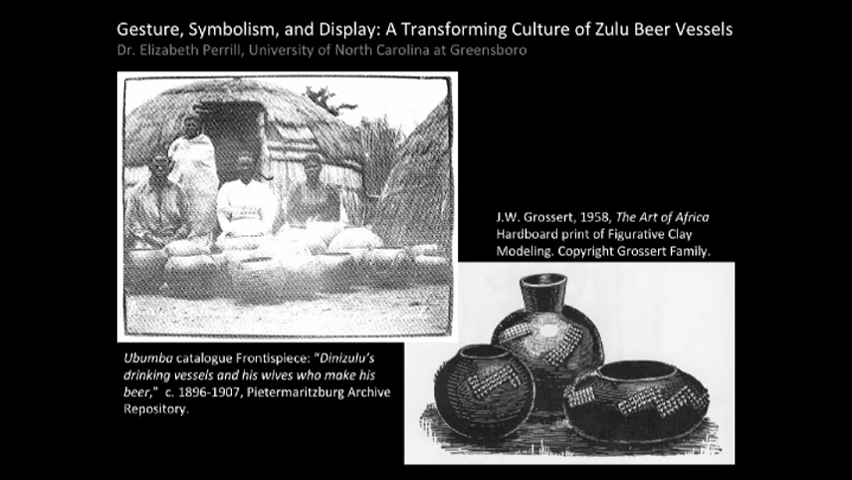 Gesture, Symbolism, and Display: A Transforming Culture of Zulu Beer Vessels
Dr. Elizabeth Perrill, University of North Carolina at Greensboro
J.W. Grossert, 1958, The Art of Africa
Hardboard print of Figurative Clay
Modeling. Copyright Grossert Family.
Ubumba catalogue Frontispiece: "Dinizulu's
drinking vessels and his wives who make his
beer," c. 1896-1907, Pietermaritzburg Archive
Repository.